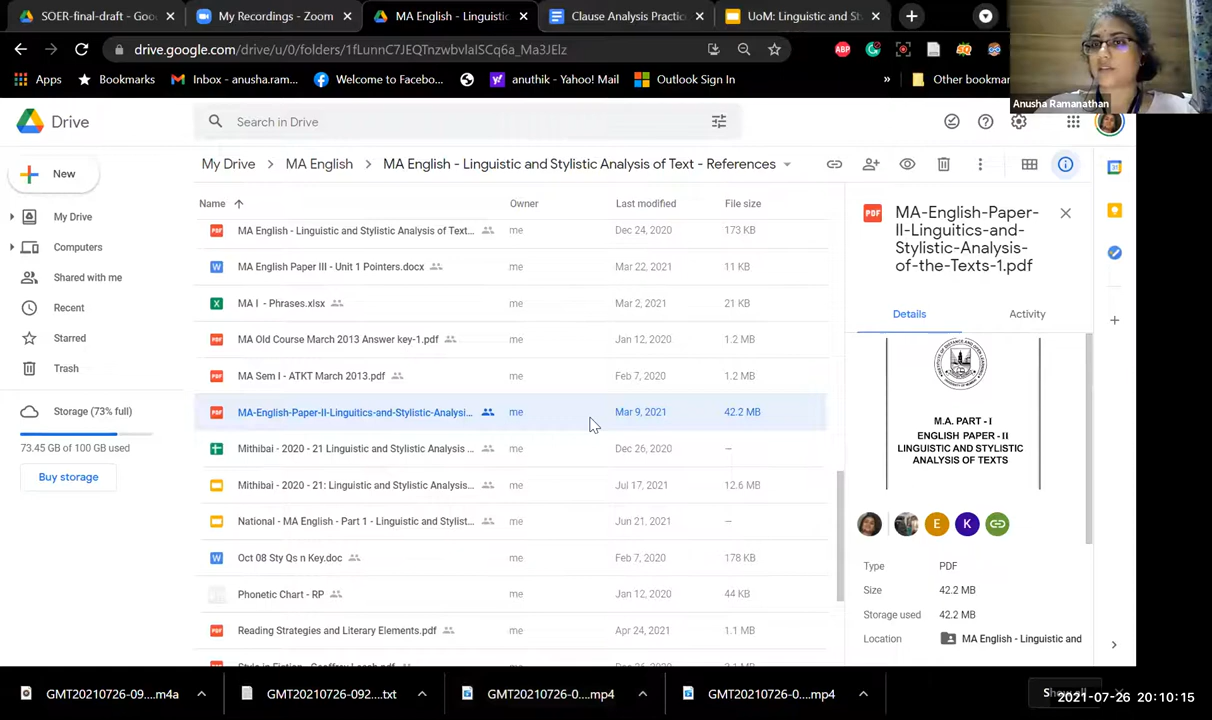 SOER-final-draft - Goo
My Recordings - Zoom
MA English - Linguistic
Clause Analysis Practic
UoM: Linguistic and St
drive.google.com/drive/u/0/folders/1fLunnC7JEQTnzwbvlalSCq6a_Ma3JElz
ABP
Apps
Bookmarks
Inbox - anusha.ram...
Welcome to Facebo...
anuthik - Yahoo! Mail
Outlook Sign In
»
Other bookmar
Anusha Ramanathan
Drive
Search in Drive
New
My Drive > MA English > MA English - Linguistic and Stylistic Analysis of Text - References
My Drive
Computers
Shared with me
Recent
Starred
Trash
Storage (73% full)
73.45 GB of 100 GB used
Buy storage
Name
Owner
Last modified
File size
MA English - Linguistic and Stylistic Analysis of Text... me Dec 24, 2020 173 KB
MA English Paper III - Unit 1 Pointers.docx me Mar 22, 2021 11 KB
MA I - Phrases.xlsx me Mar 2, 2021 21 KB
MA Old Course March 2013 Answer key-1.pdf me Jan 12, 2020 1.2 MB
MA Sem I - ATKT March 2013.pdf me Feb 7, 2020 1.2 MB
MA-English-Paper-II-Linguitics-and-Stylistic-Analysi... me Mar 9, 2021 42.2 MB
Mithibai - 2020 - 21 Linguistic and Stylistic Analysis ... me Dec 26, 2020 –
Mithibai - 2020 - 21: Linguistic and Stylistic Analysis... me Jul 17, 2021 12.6 MB
National - MA English - Part 1 - Linguistic and Stylist... me Jun 21, 2021 –
Oct 08 Sty Qs n Key.doc me Feb 7, 2020 178 KB
Phonetic Chart - RP me Jan 12, 2020 44 KB
Reading Strategies and Literary Elements.pdf me Apr 24, 2021 1.1 MB
PDF
MA-English-Paper-
II-Linguitics-and-
Stylistic-Analysis-
of-the-Texts-1.pdf
Details
Activity
M.A. PART - I
ENGLISH PAPER - II
LINGUISTIC AND STYLISTIC
ANALYSIS OF TEXTS
E
K
Type PDF
Size 42.2 MB
Storage used 42.2 MB
Location MA English - Linguistic and
GMT20210726-09....m4a
GMT20210726-092....txt
GMT20210726-0....mp4
GMT20210726-0....mp4
2021-07-26 20:10:15